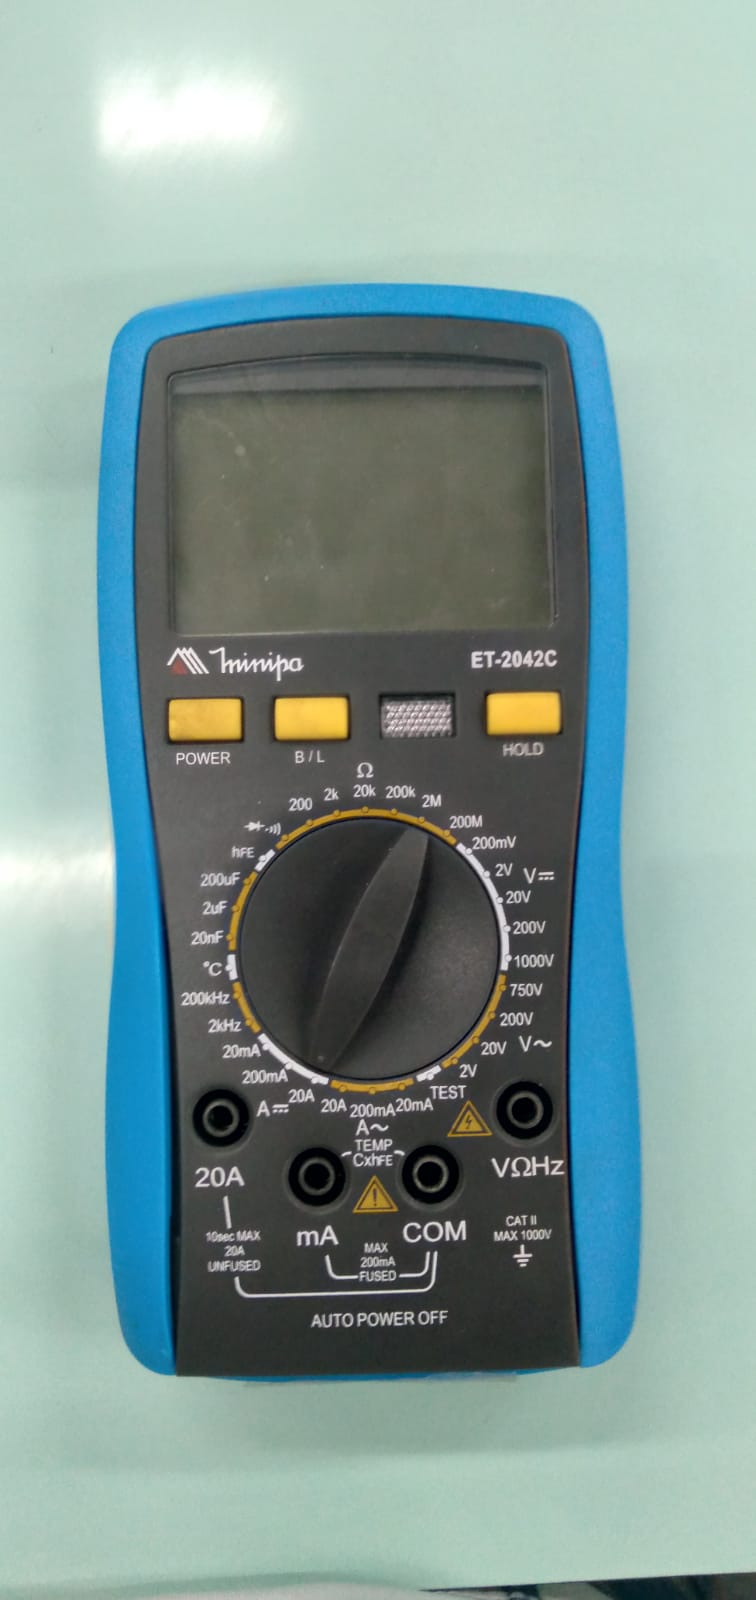 minipa
ET-2042C
POWER
B / L
HOLD
Ω
200
2k
20k
200k
2M
200M
hFE
200mV
2V
V⎓
200uF
20V
2uF
200V
20nF
1000V
°C
750V
200kHz
200V
2kHz
20V
V~
20mA
2V
200mA
TEST
20A
A⎓
20A
200mA
20mA
A~
TEMP
CxhFE
20A
VΩHz
10sec MAX
20A
UNFUSED
mA
COM
MAX
200mA
FUSED
CAT II
MAX 1000V
AUTO POWER OFF